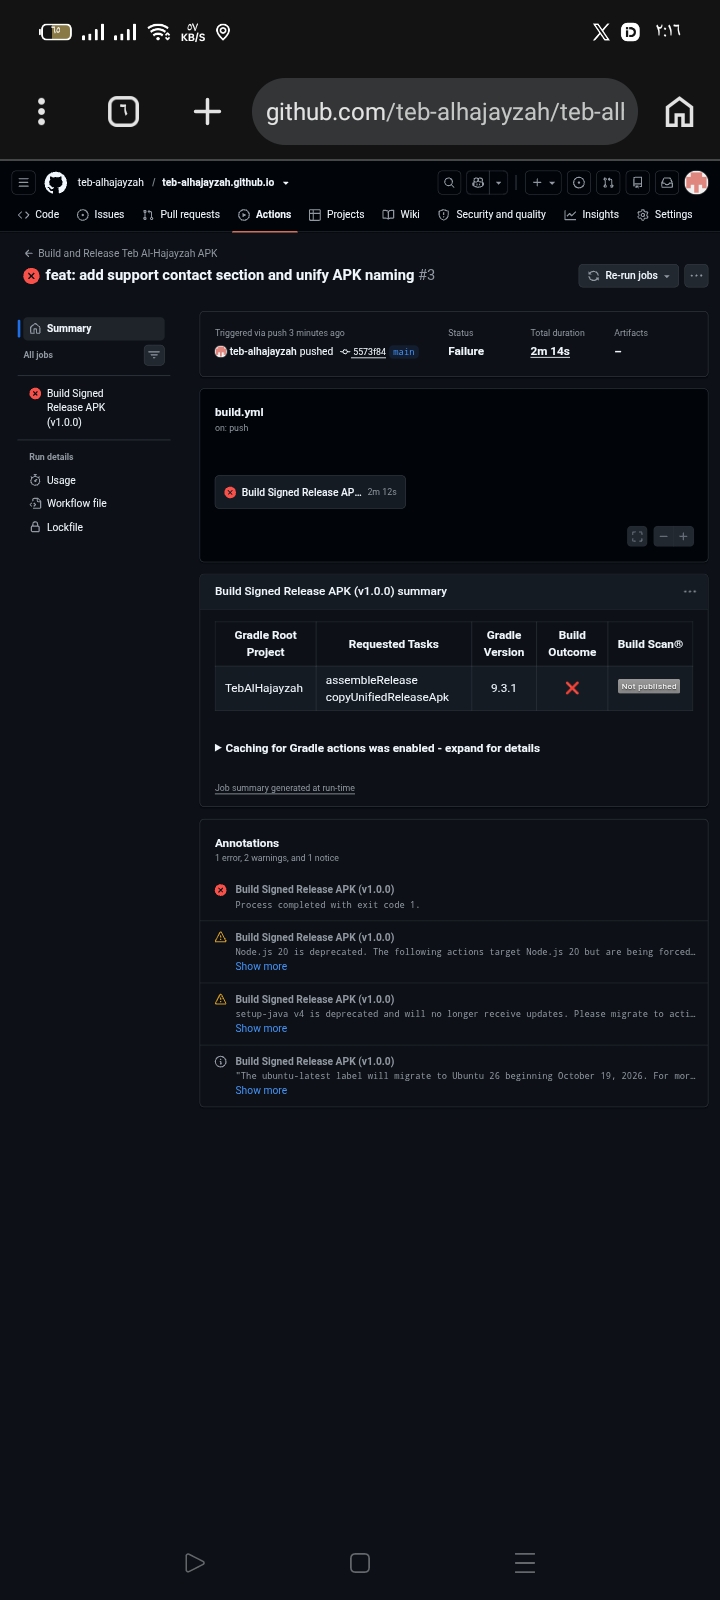 ٦٥
٥٧
KB/S
٢:١٦
٦
github.com/teb-alhajayzah/teb-all
teb-alhajayzah / teb-alhajayzah.github.io
Code
Issues
Pull requests
Actions
Projects
Wiki
Security and quality
Insights
Settings
Build and Release Teb Al-Hajayzah APK
feat: add support contact section and unify APK naming #3
Re-run jobs
Summary
All jobs
Build Signed
Release APK
(v1.0.0)
Run details
Usage
Workflow file
Lockfile
Triggered via push 3 minutes ago
teb-alhajayzah pushed 5573f84 main
Status
Failure
Total duration
2m 14s
Artifacts
–
build.yml
on: push
Build Signed Release AP... 2m 12s
Build Signed Release APK (v1.0.0) summary
Gradle Root
Project
Requested Tasks
Gradle
Version
Build
Outcome
Build Scan®
TebAlHajayzah
assembleRelease
copyUnifiedReleaseApk
9.3.1
Not published
Caching for Gradle actions was enabled - expand for details
Job summary generated at run-time
Annotations
1 error, 2 warnings, and 1 notice
Build Signed Release APK (v1.0.0)
Process completed with exit code 1.
Build Signed Release APK (v1.0.0)
Node.js 20 is deprecated. The following actions target Node.js 20 but are being forced…
Show more
Build Signed Release APK (v1.0.0)
setup-java v4 is deprecated and will no longer receive updates. Please migrate to acti…
Show more
Build Signed Release APK (v1.0.0)
"The ubuntu-latest label will migrate to Ubuntu 26 beginning October 19, 2026. For mor…
Show more